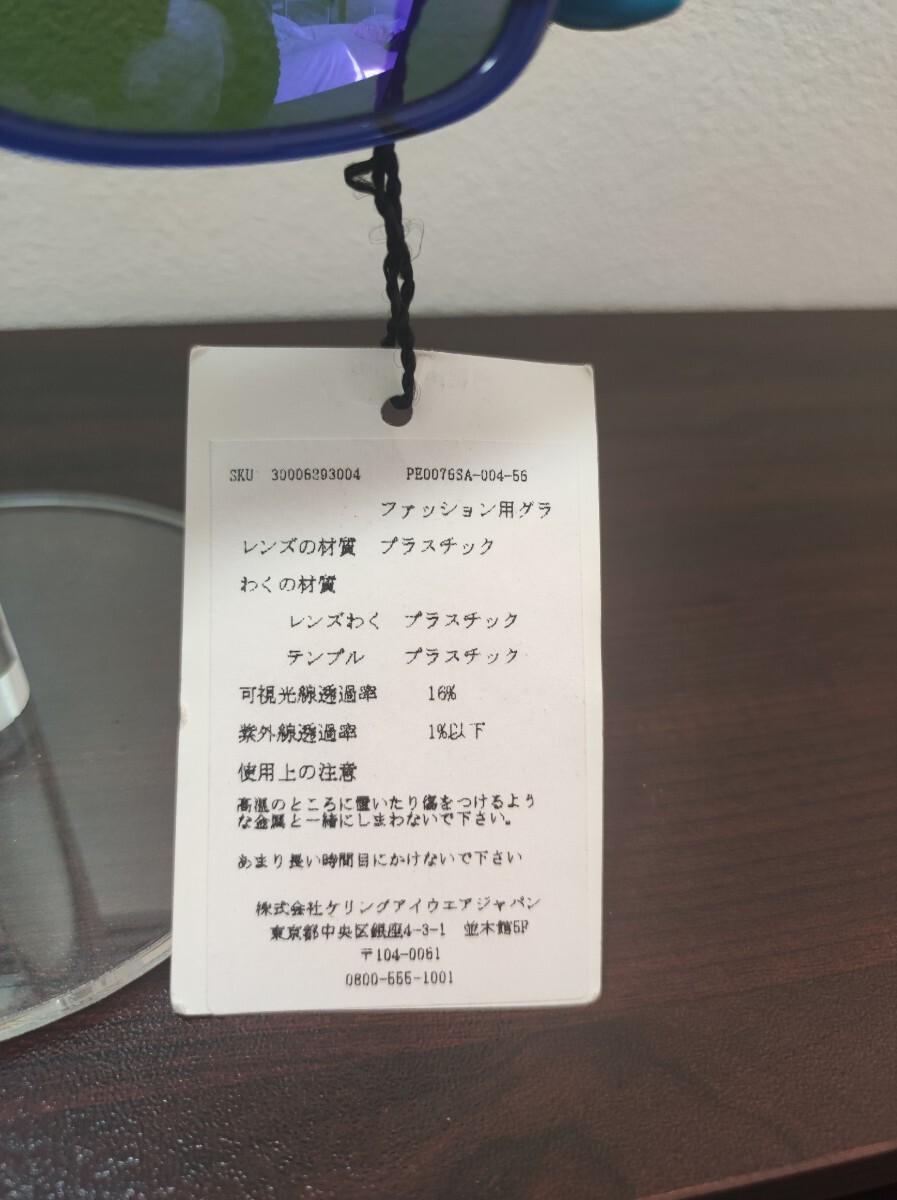 SKU 30006293004 PE0076SA-004-56
ファッション用グラ
レンズの材質 プラスチック
わくの材質
レンズわく プラスチック
テンプル プラスチック
可視光線透過率 16%
紫外線透過率 1%以下
使用上の注意
高温のところに置いたり傷をつけるよう
な金属と一緒にしまわないで下さい。
あまり長い時間目にかけないで下さい
株式会社ケリングアイウエアジャパン
東京都中央区銀座4-3-1 並木館5F
〒104-0061
0800-555-1001